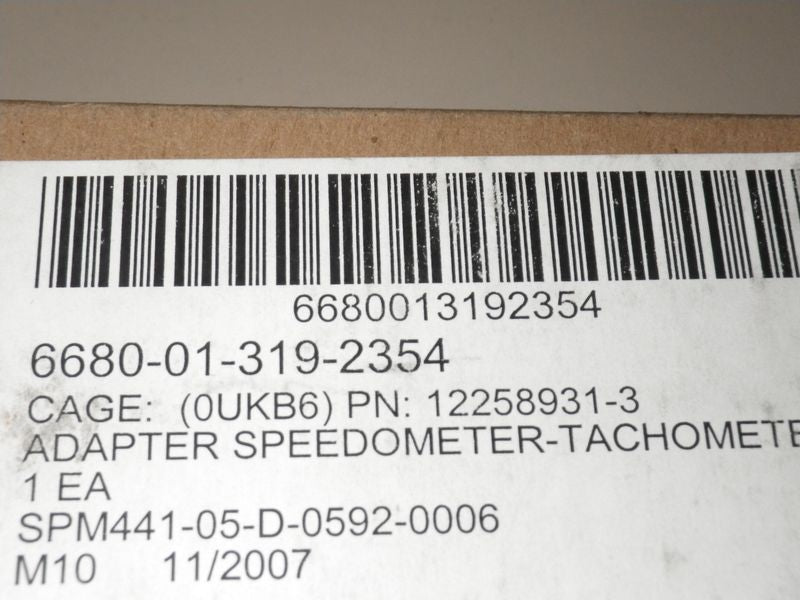 6680013192354
6680-01-319-2354
CAGE: (0UKB6) PN: 12258931-3
ADAPTER SPEEDOMETER-TACHOMETE
1 EA
SPM441-05-D-0592-0006
M10 11/2007